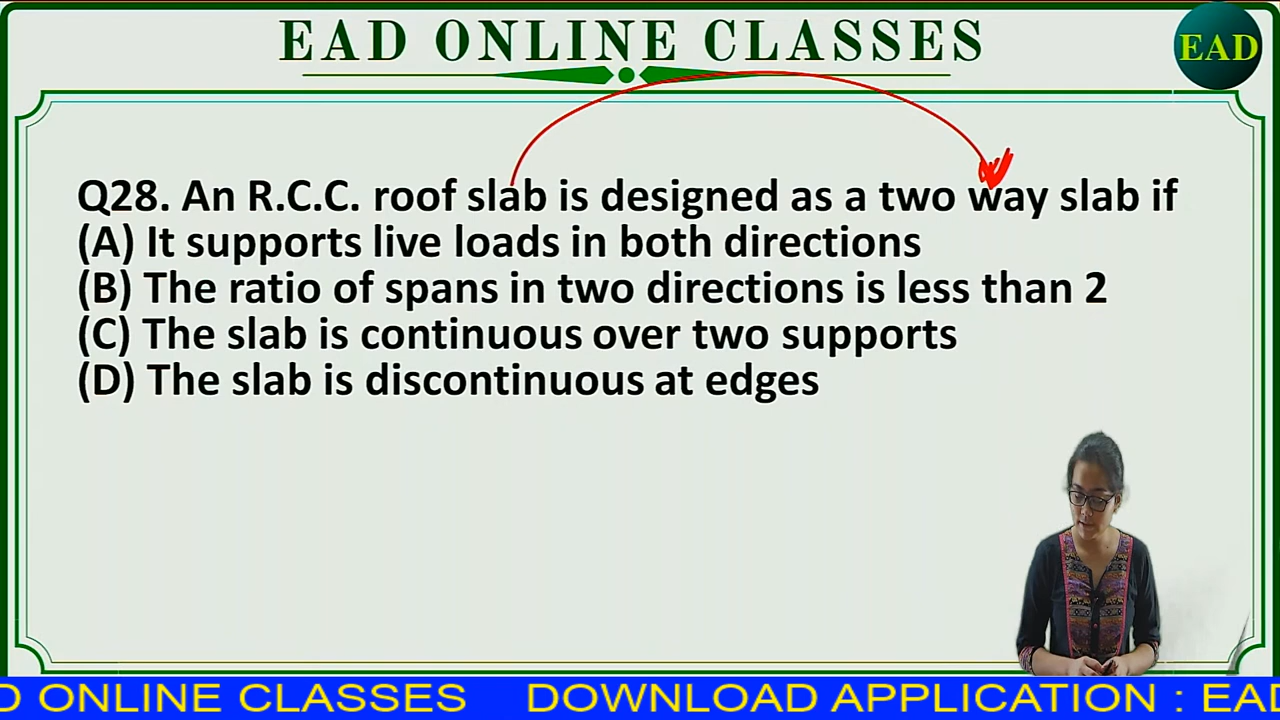 EAD ONLINE CLASSES
EAD
Q28. An R.C.C. roof slab is designed as a two way slab if
(A) It supports live loads in both directions
(B) The ratio of spans in two directions is less than 2
(C) The slab is continuous over two supports
(D) The slab is discontinuous at edges
D ONLINE CLASSES DOWNLOAD APPLICATION : EAD